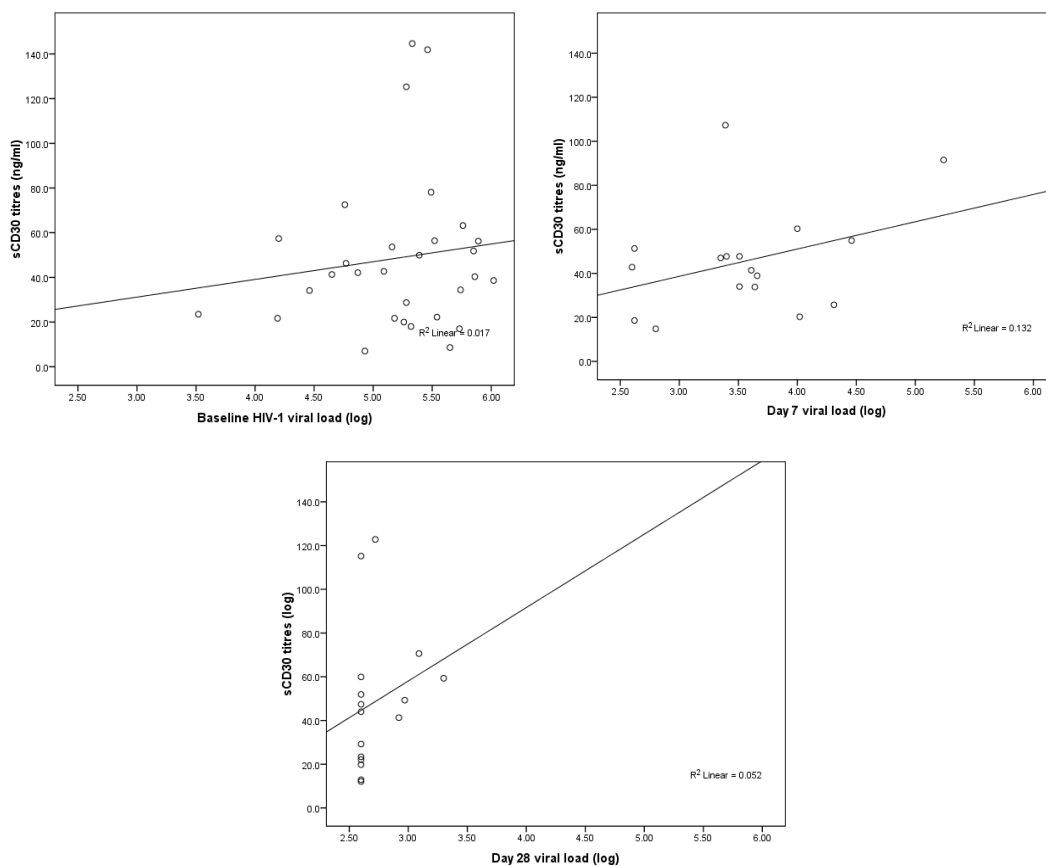 140.0
120.0
100.0
80.0
60.0
40.0
20.0
0.0
sCD30 titres (ng/ml)
R2 Linear = 0.017
2.50 3.00 3.50 4.00 4.50 5.00 5.50 6.00
Baseline HIV-1 viral load (log)
140.0
120.0
100.0
80.0
60.0
40.0
20.0
0.0
sCD30 titres (ng/ml)
R2 Linear = 0.132
2.50 3.00 3.50 4.00 4.50 5.00 5.50 6.00
Day 7 viral load (log)
140.0
120.0
100.0
80.0
60.0
40.0
20.0
0.0
sCD30 titres (log)
R2 Linear = 0.052
2.50 3.00 3.50 4.00 4.50 5.00 5.50 6.00
Day 28 viral load (log)